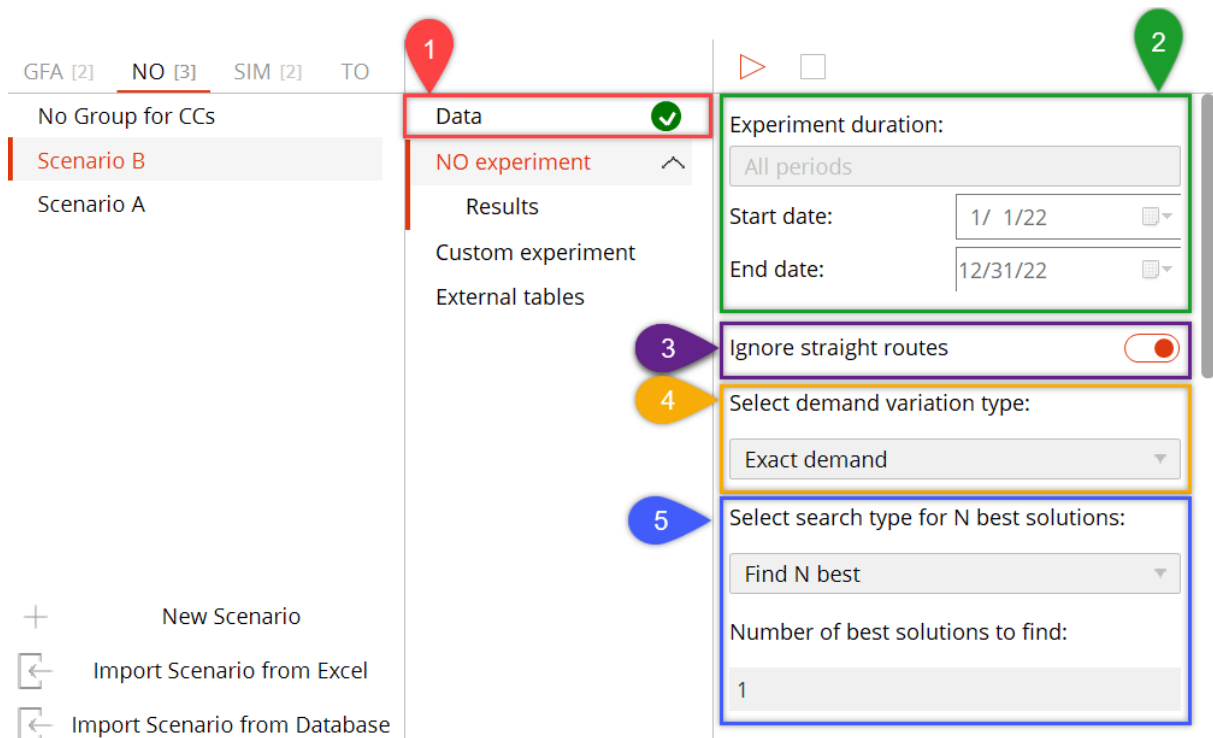 1
2
GFA [2] NO [3] SIM [2] TO
No Group for CCs
Scenario B
Scenario A
New Scenario
Import Scenario from Excel
Import Scenario from Database
Data
NO experiment
Results
Custom experiment
External tables
Experiment duration:
All periods
Start date: 1/ 1/22
End date: 12/31/22
3
Ignore straight routes
4
Select demand variation type:
Exact demand
5
Select search type for N best solutions:
Find N best
Number of best solutions to find:
1